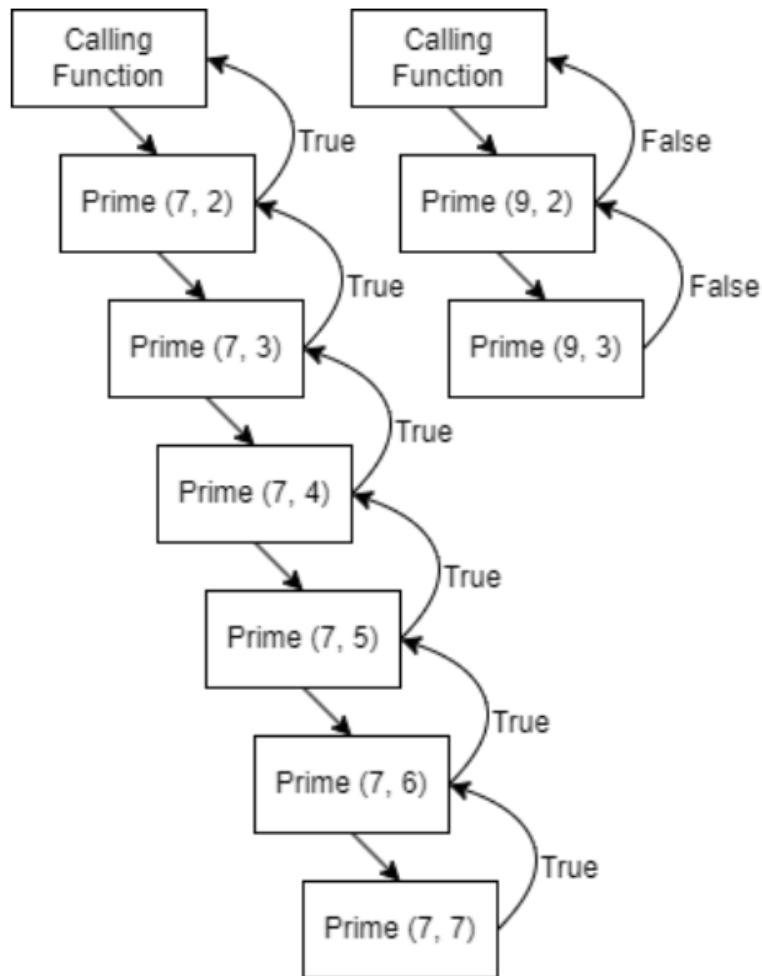 Calling
Function
True
Prime (7, 2)
True
Prime (7, 3)
True
Prime (7, 4)
True
Prime (7, 5)
True
Prime (7, 6)
True
Prime (7, 7)
Calling
Function
False
Prime (9, 2)
False
Prime (9, 3)